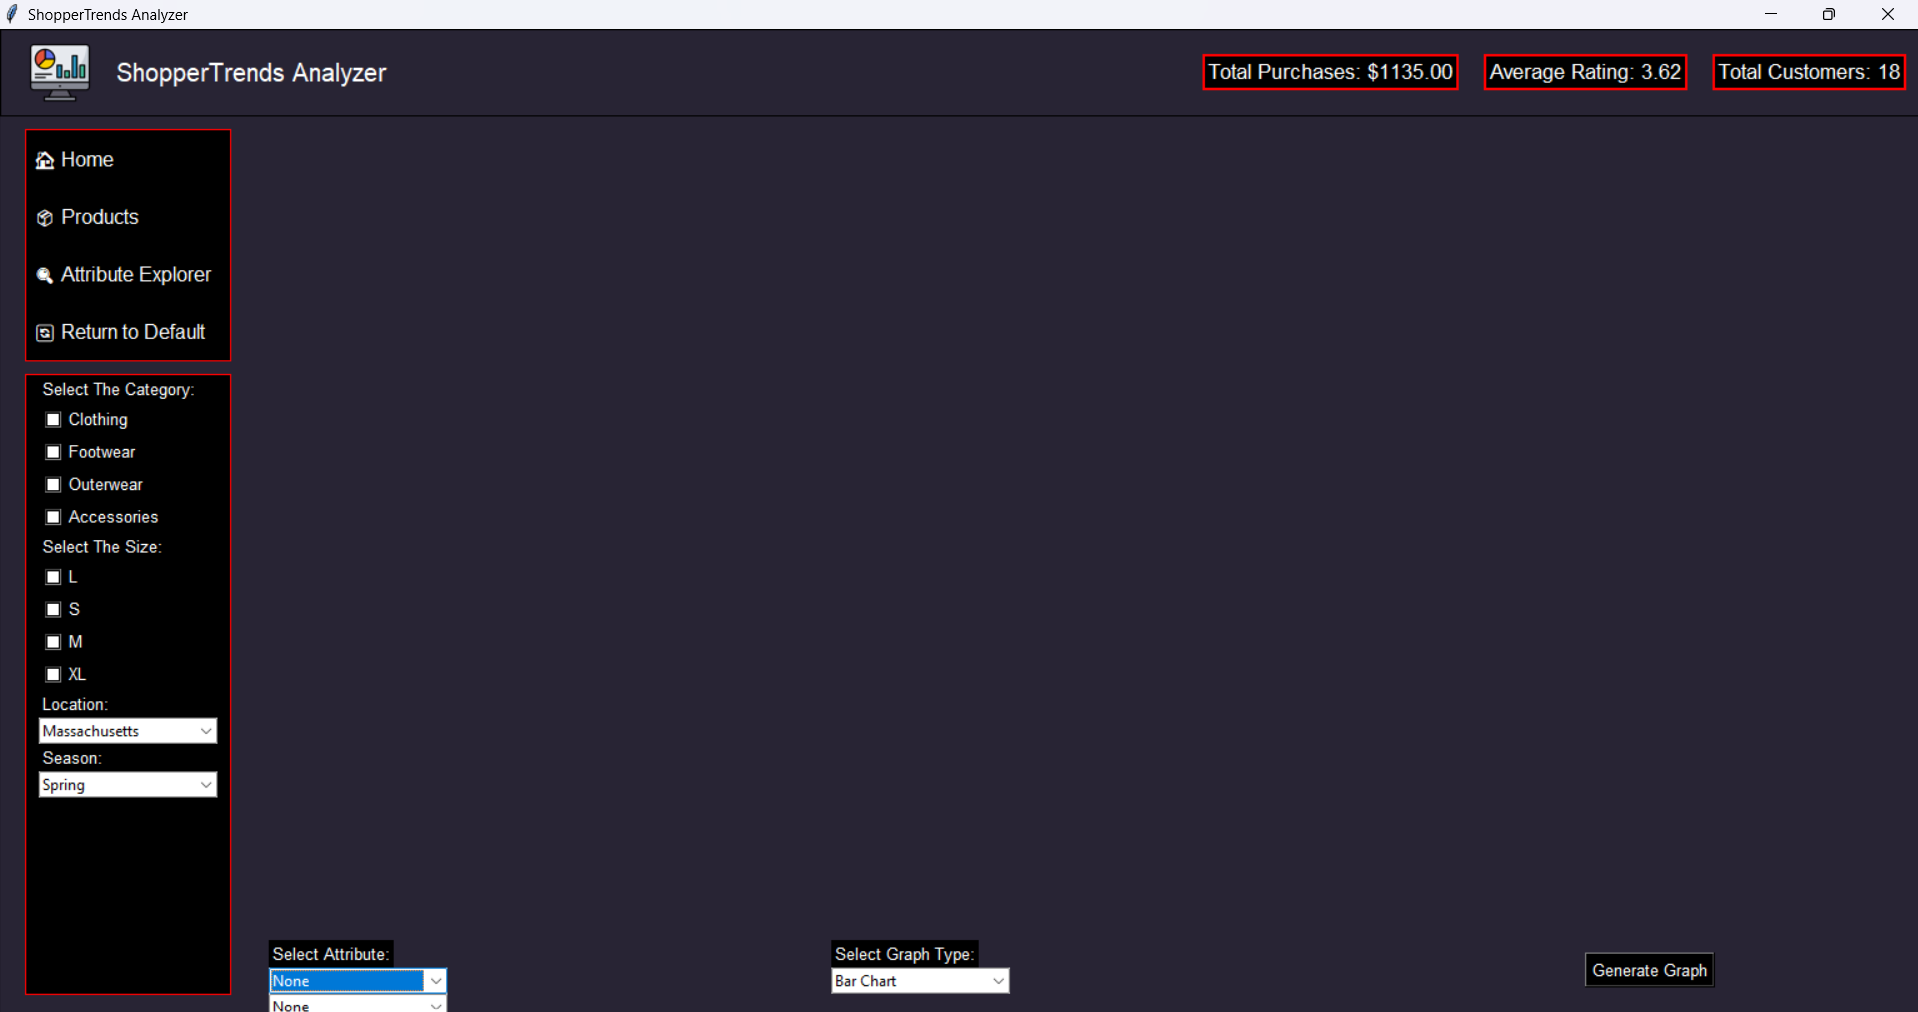 ShopperTrends Analyzer
ShopperTrends Analyzer
Total Purchases: $1135.00
Average Rating: 3.62
Total Customers: 18
Home
Products
Attribute Explorer
Return to Default
Select The Category:
Clothing
Footwear
Outerwear
Accessories
Select The Size:
L
S
M
XL
Location:
Massachusetts
Season:
Spring
Select Attribute:
None
None
Select Graph Type:
Bar Chart
Generate Graph